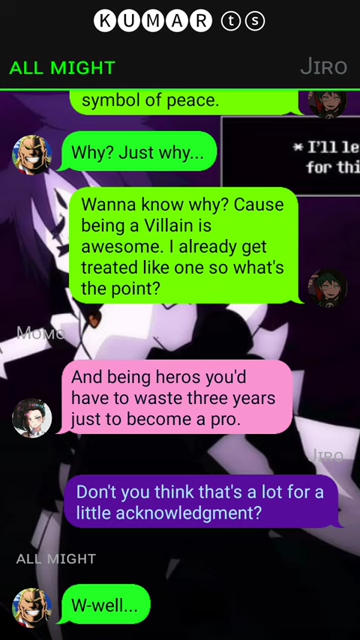 KUMAR ts
ALL MIGHT
JIRO
symbol of peace.
Why? Just why...
* I'll le
for thi
Wanna know why? Cause
being a Villain is
awesome. I already get
treated like one so what's
the point?
MOMO
And being heros you'd
have to waste three years
just to become a pro.
JIRO
Don't you think that's a lot for a
little acknowledgment?
ALL MIGHT
W-well...